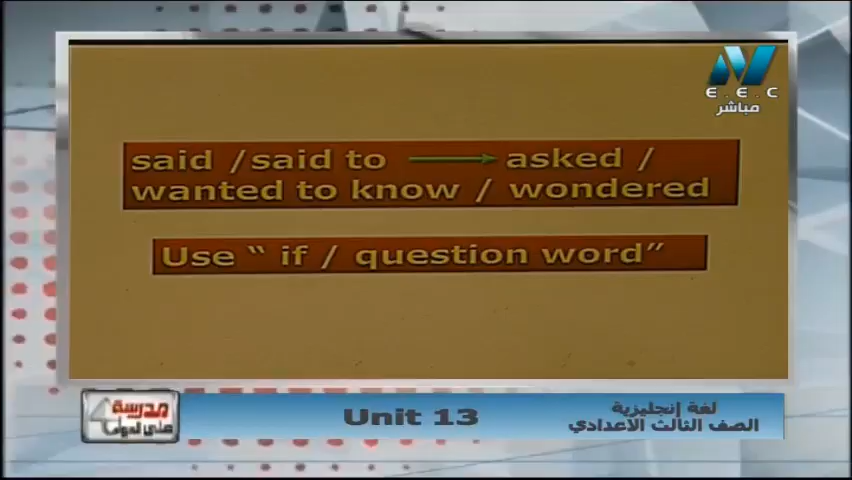 E.E.C
مباشر
said /said to → asked /
wanted to know / wondered
Use “ if / question word”
مدرسة
على الهواء
Unit 13
لغة إنجليزية
الصف الثالث الاعدادي